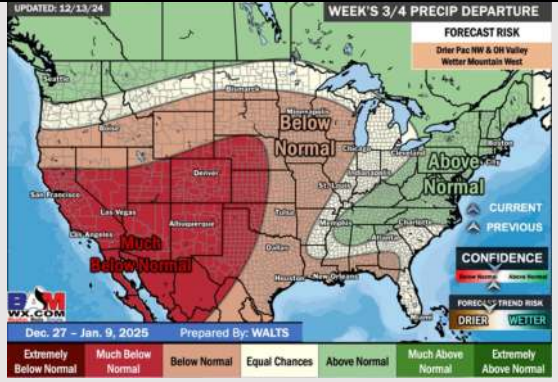 UPDATED: 12/13/24
WEEK'S 3/4 PRECIP DEPARTURE
FORECAST RISK
Drier Pac NW & OH Valley
Wetter Mountain West
Seattle
Bismarck
Minneapolis
Boise
Below
Normal
Chicago
Cleveland
Boston
Above
Normal
City
Denver
Indianapolis
St. Louis
San Francisco
Las Vegas
Los Angeles
Albuquerque
Tulsa
Memphis
Charlotte
Atlanta
Dallas
Much
Below Normal
Houston
New Orleans
CURRENT
PREVIOUS
CONFIDENCE
Below Normal
Above Normal
FORECAST TREND RISK
DRIER
WETTER
BAM
WX.COM
Dec. 27 – Jan. 9, 2025
Prepared By: WALTS
Extremely
Below Normal
Much Below
Normal
Below Normal
Equal Chances
Above Normal
Much Above
Normal
Extremely
Above Normal